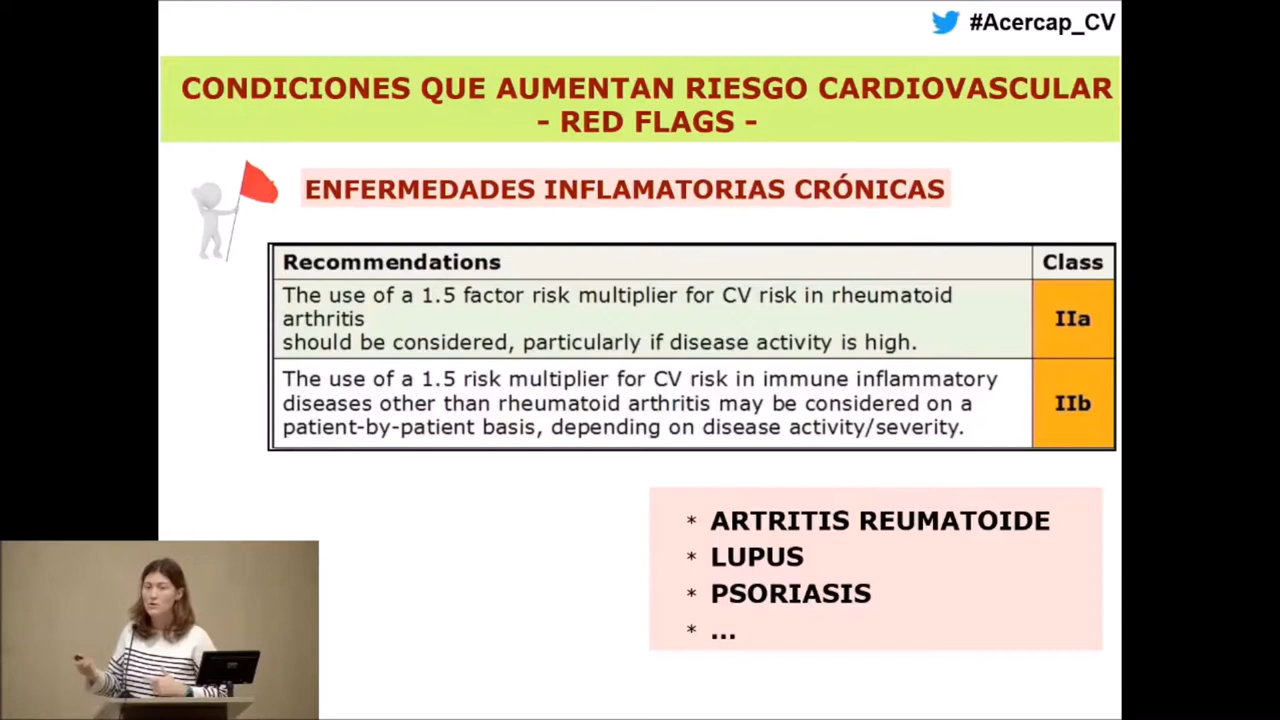 #Acercap_CV
CONDICIONES QUE AUMENTAN RIESGO CARDIOVASCULAR
- RED FLAGS -
ENFERMEDADES INFLAMATORIAS CRÓNICAS
Recommendations
Class
The use of a 1.5 factor risk multiplier for CV risk in rheumatoid
arthritis
should be considered, particularly if disease activity is high.
IIa
The use of a 1.5 risk multiplier for CV risk in immune inflammatory
diseases other than rheumatoid arthritis may be considered on a
patient-by-patient basis, depending on disease activity/severity.
IIb
* ARTRITIS REUMATOIDE
* LUPUS
* PSORIASIS
* ...